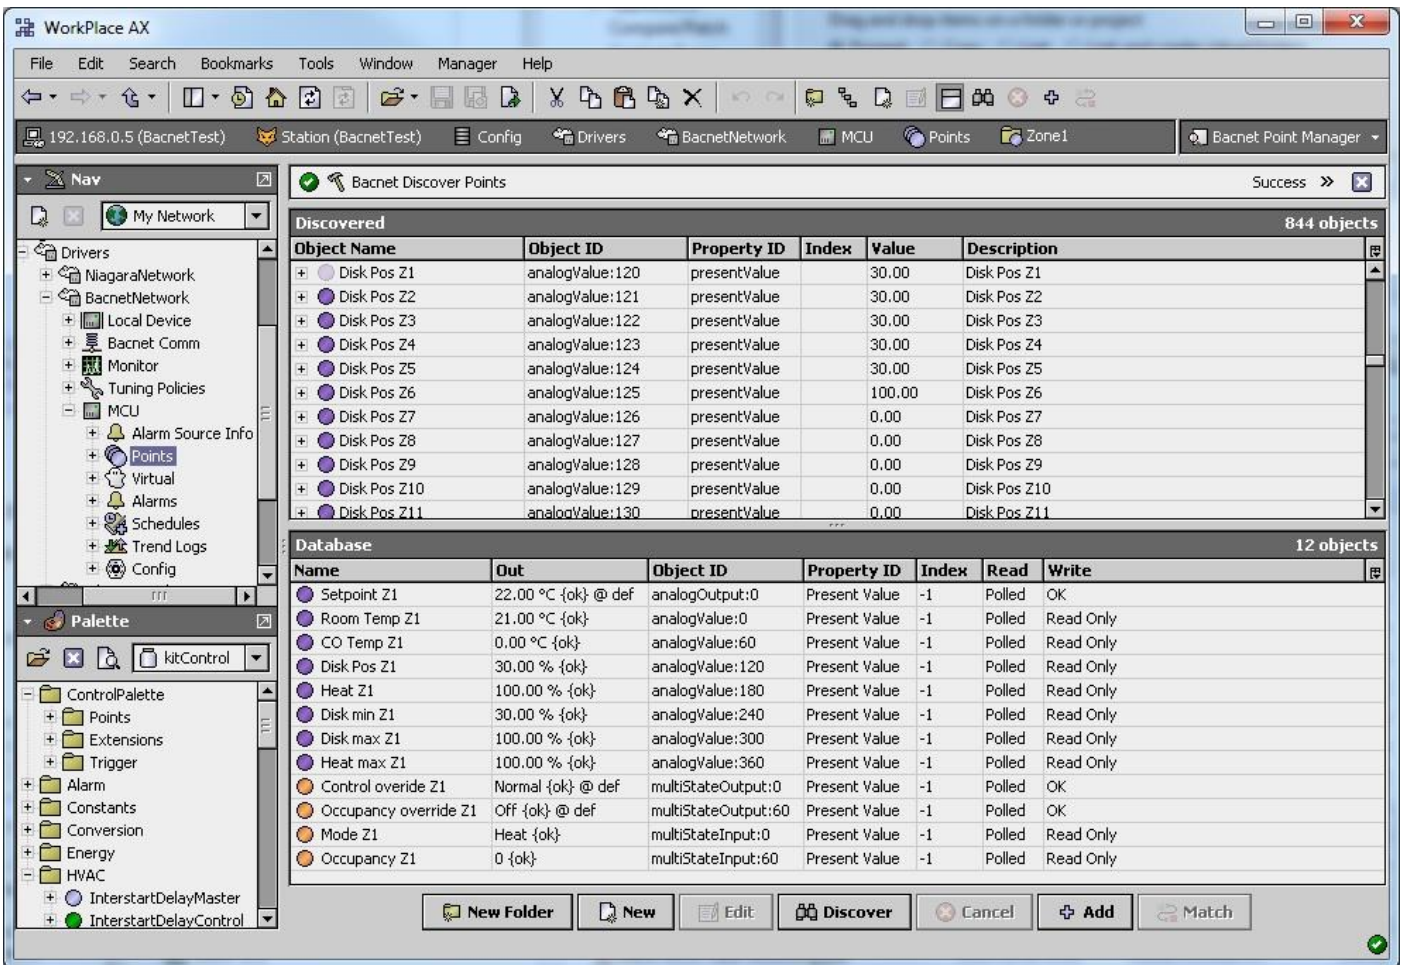 WorkPlace AX
File Edit Search Bookmarks Tools Window Manager Help
192.168.0.5 (BacnetTest) Station (BacnetTest) Config Drivers BacnetNetwork MCU Points Zone1 Bacnet Point Manager
Nav
My Network
Drivers
NiagaraNetwork
BacnetNetwork
Local Device
Bacnet Comm
Monitor
Tuning Policies
MCU
Alarm Source Info
Points
Virtual
Alarms
Schedules
Trend Logs
Config
Palette
kitControl
ControlPalette
Points
Extensions
Trigger
Alarm
Constants
Conversion
Energy
HVAC
InterstartDelayMaster
InterstartDelayControl
Bacnet Discover Points Success »
Discovered 844 objects
Object Name Object ID Property ID Index Value Description
Disk Pos Z1 analogValue:120 presentValue 30.00 Disk Pos Z1
Disk Pos Z2 analogValue:121 presentValue 30.00 Disk Pos Z2
Disk Pos Z3 analogValue:122 presentValue 30.00 Disk Pos Z3
Disk Pos Z4 analogValue:123 presentValue 30.00 Disk Pos Z4
Disk Pos Z5 analogValue:124 presentValue 30.00 Disk Pos Z5
Disk Pos Z6 analogValue:125 presentValue 100.00 Disk Pos Z6
Disk Pos Z7 analogValue:126 presentValue 0.00 Disk Pos Z7
Disk Pos Z8 analogValue:127 presentValue 0.00 Disk Pos Z8
Disk Pos Z9 analogValue:128 presentValue 0.00 Disk Pos Z9
Disk Pos Z10 analogValue:129 presentValue 0.00 Disk Pos Z10
Disk Pos Z11 analogValue:130 presentValue 0.00 Disk Pos Z11
Database 12 objects
Name Out Object ID Property ID Index Read Write
Setpoint Z1 22.00 °C {ok} @ def analogOutput:0 Present Value -1 Polled OK
Room Temp Z1 21.00 °C {ok} analogValue:0 Present Value -1 Polled Read Only
CO Temp Z1 0.00 °C {ok} analogValue:60 Present Value -1 Polled Read Only
Disk Pos Z1 30.00 % {ok} analogValue:120 Present Value -1 Polled Read Only
Heat Z1 100.00 % {ok} analogValue:180 Present Value -1 Polled Read Only
Disk min Z1 30.00 % {ok} analogValue:240 Present Value -1 Polled Read Only
Disk max Z1 100.00 % {ok} analogValue:300 Present Value -1 Polled Read Only
Heat max Z1 100.00 % {ok} analogValue:360 Present Value -1 Polled Read Only
Control overide Z1 Normal {ok} @ def multiStateOutput:0 Present Value -1 Polled OK
Occupancy override Z1 Off {ok} @ def multiStateOutput:60 Present Value -1 Polled OK
Mode Z1 Heat {ok} multiStateInput:0 Present Value -1 Polled Read Only
Occupancy Z1 0 {ok} multiStateInput:60 Present Value -1 Polled Read Only
New Folder New Edit Discover Cancel Add Match